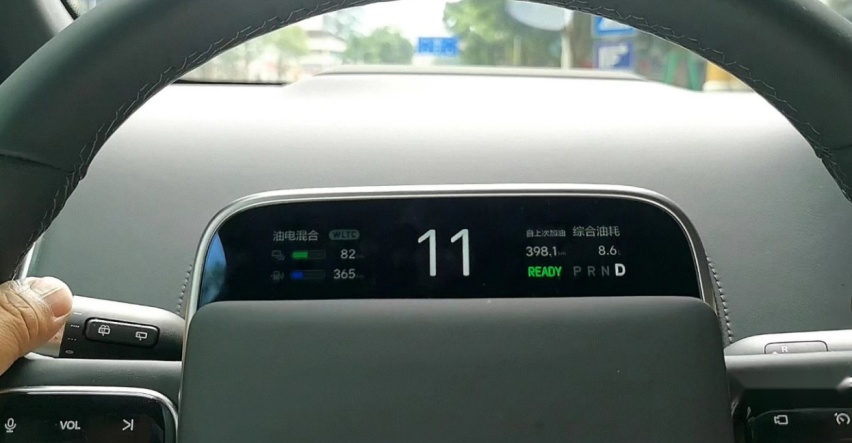 油电混合 WLTC
82
365
11
自上次加油 综合油耗
398.1 8.6
READY P R N D
R
VOL